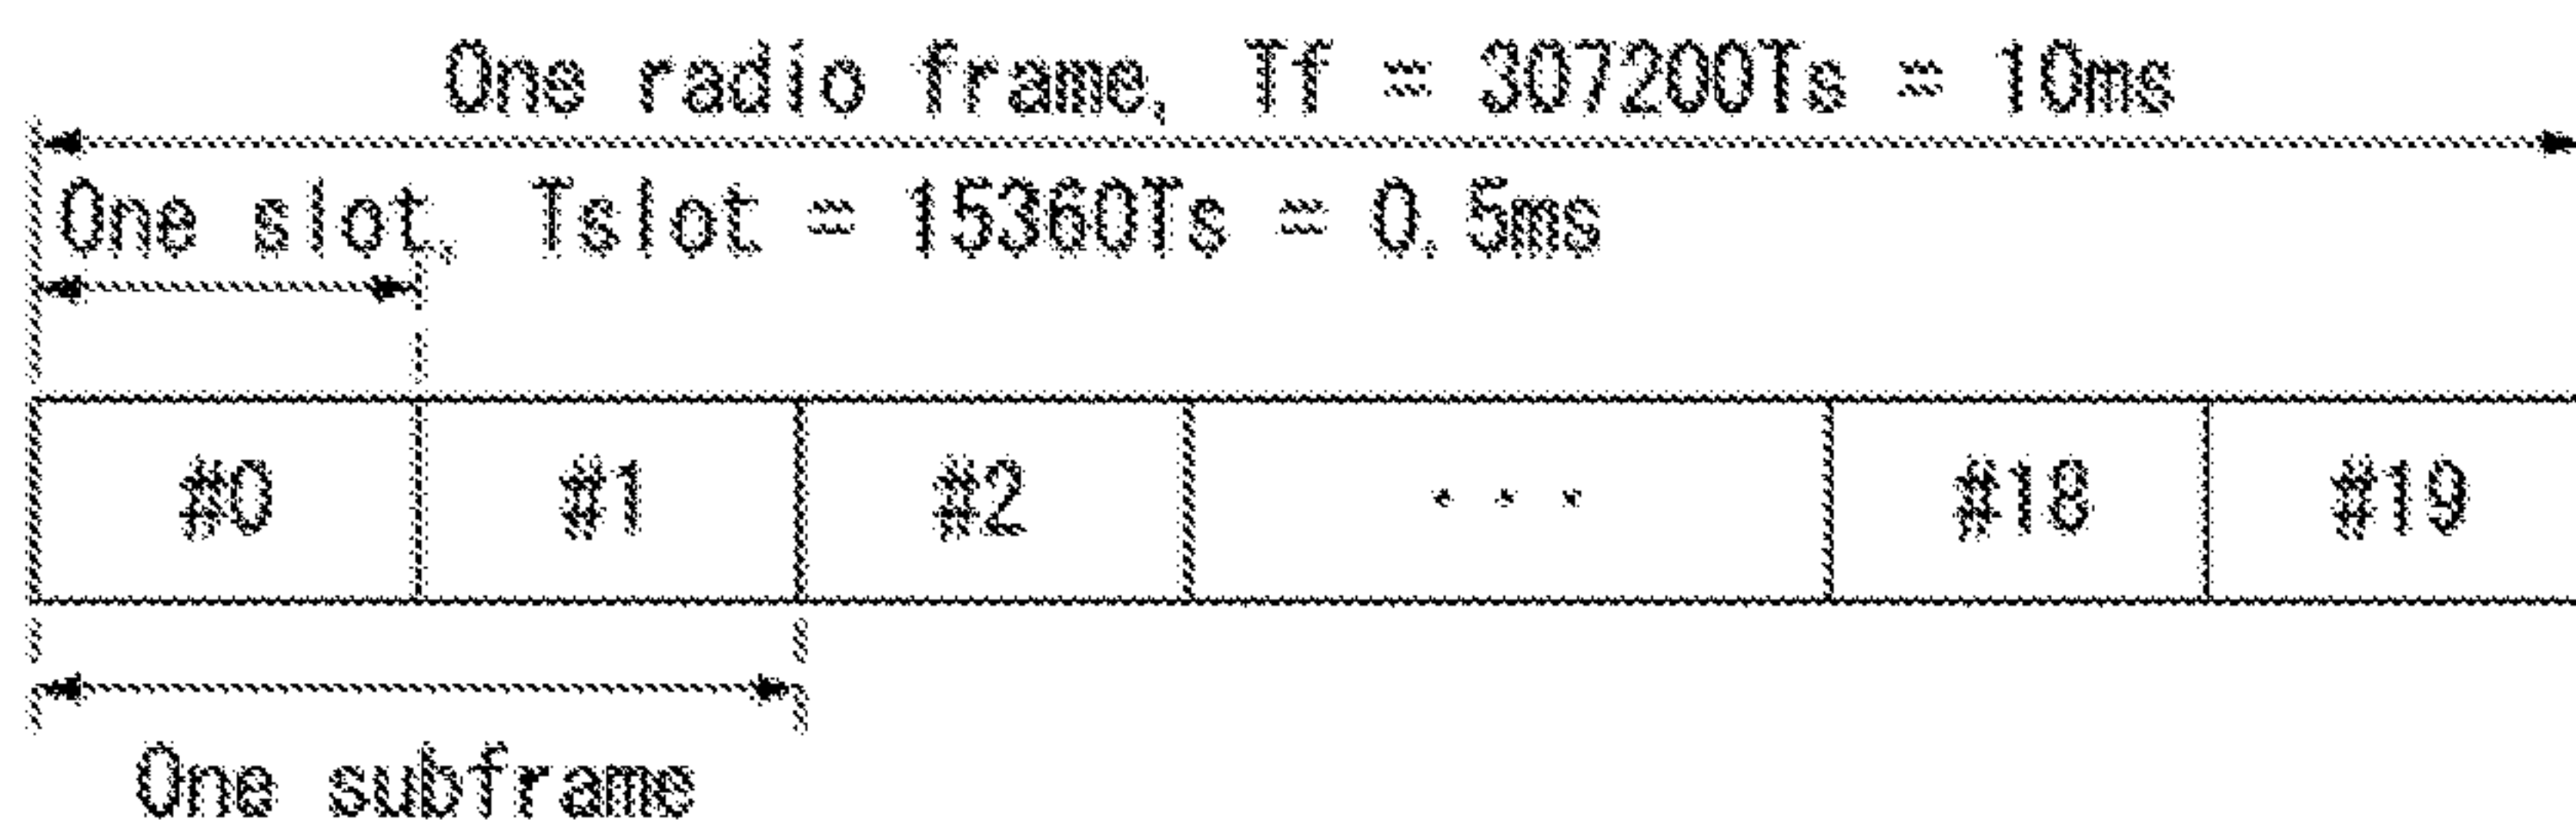 One radio frame, Tf = 307200Ts = 10ms
One slot, Tslot = 15360Ts = 0.5ms
#0 #1 #2 ... #18 #19
One subframe